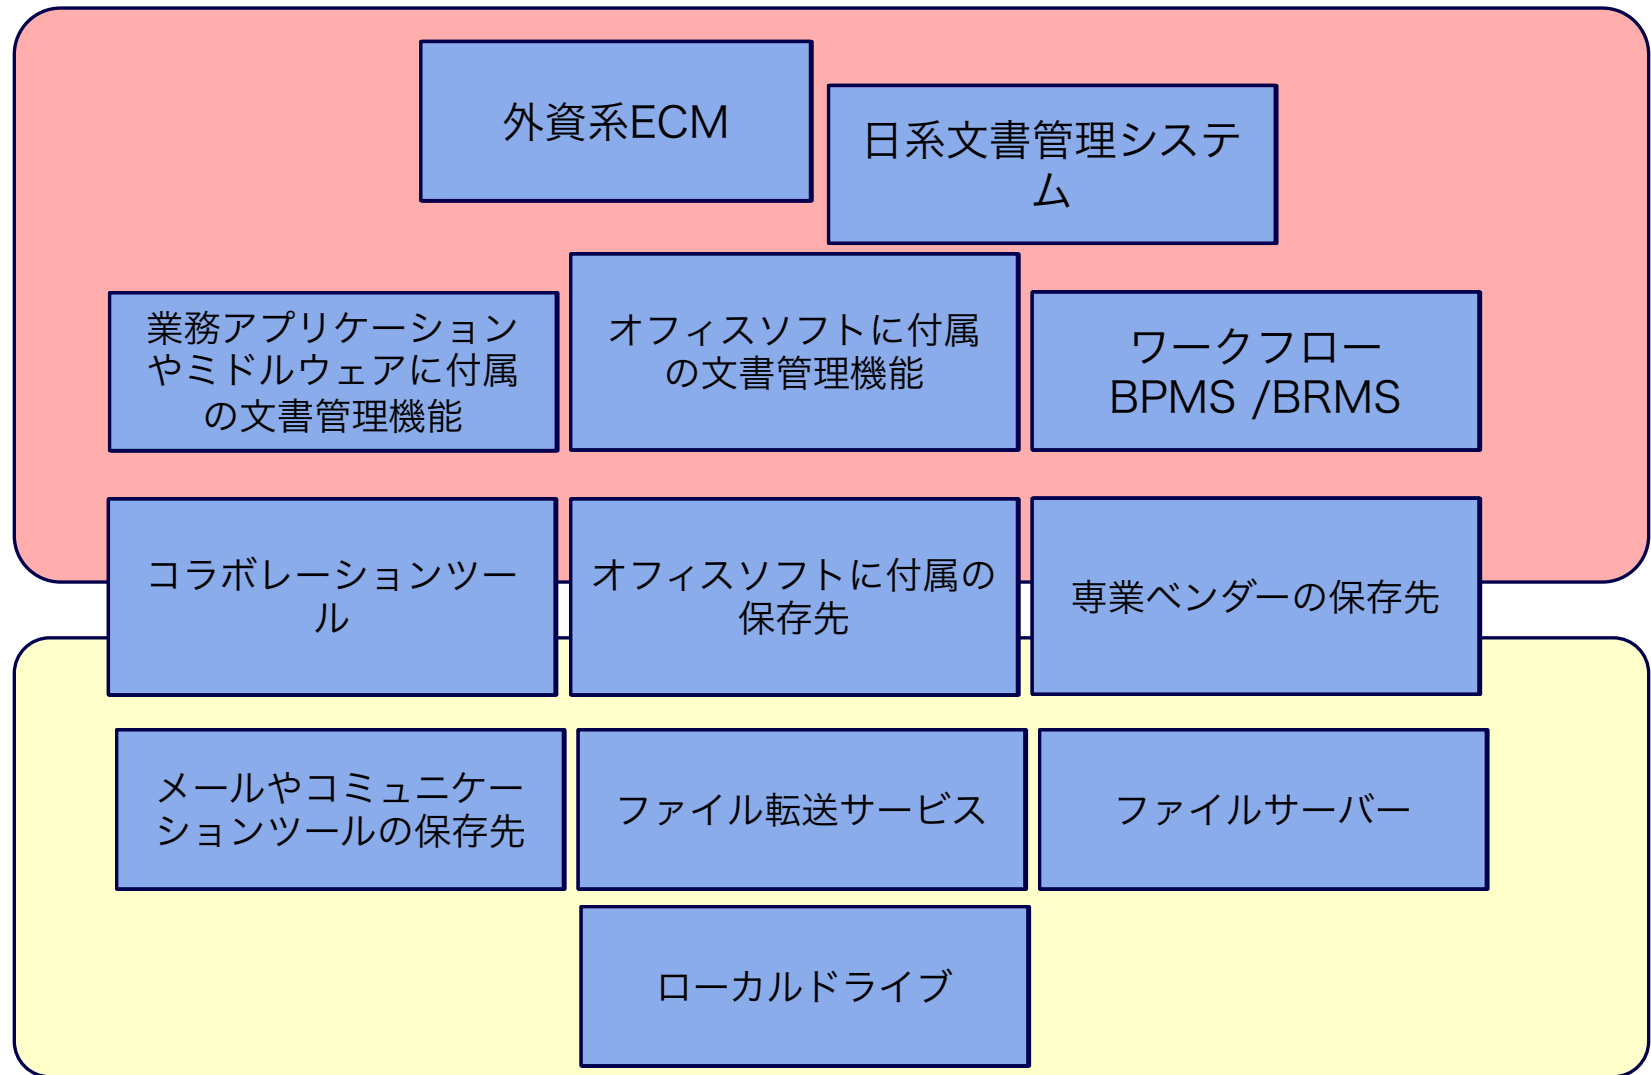 外資系ECM
日系文書管理システ
ム
業務アプリケーション
やミドルウェアに付属
の文書管理機能
オフィスソフトに付属
の文書管理機能
ワークフロー
BPMS /BRMS
コラボレーションツー
ル
オフィスソフトに付属の
保存先
専業ベンダーの保存先
メールやコミュニケー
ションツールの保存先
ファイル転送サービス
ファイルサーバー
ローカルドライブ